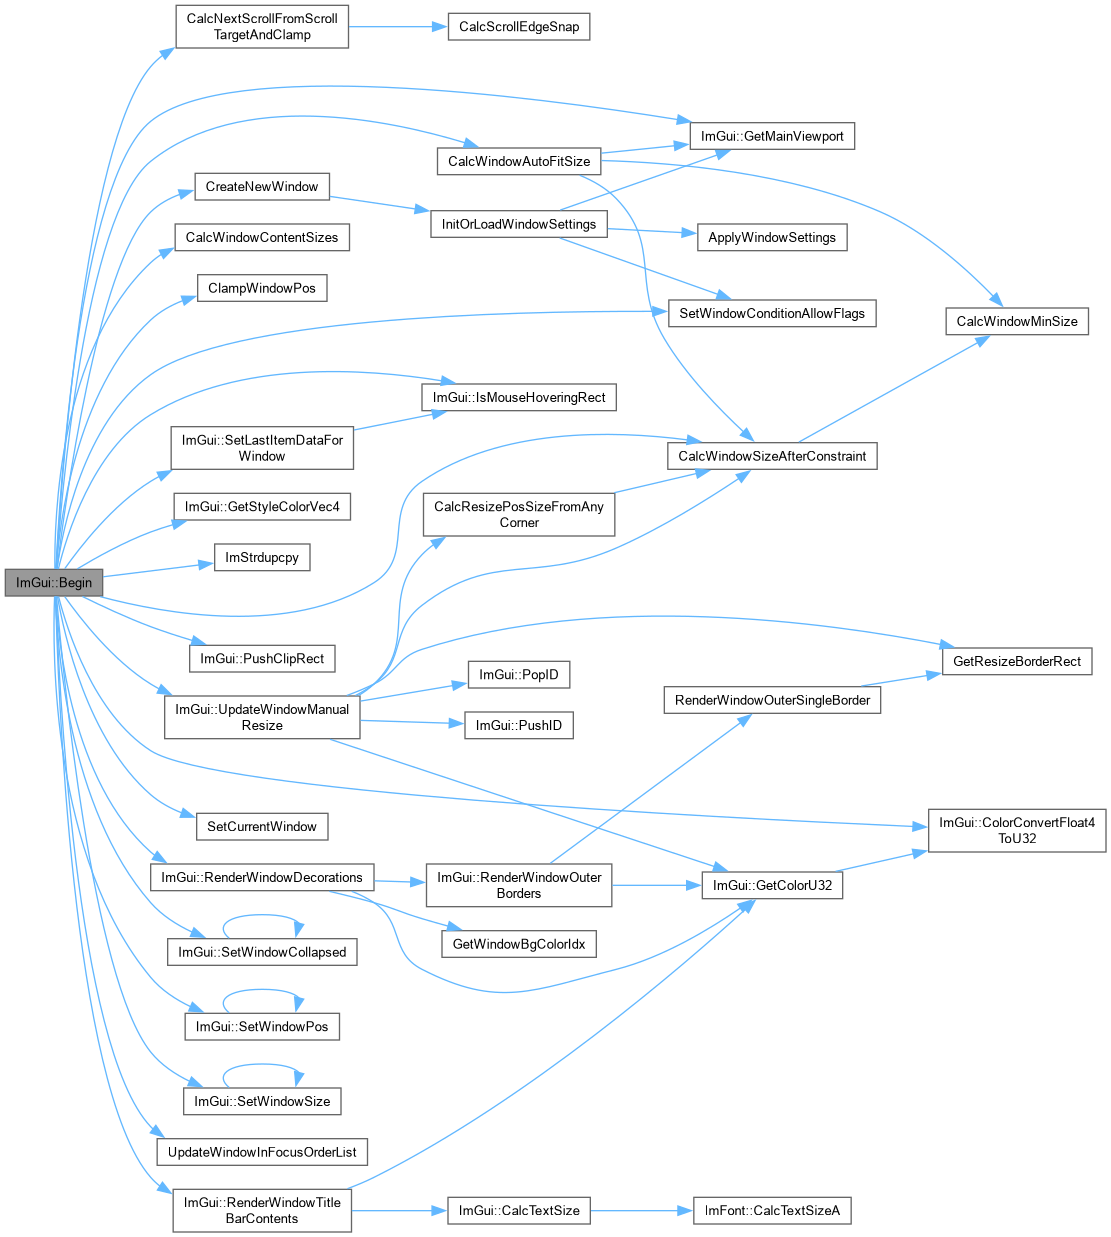 CalcNextScrollFromScroll
TargetAndClamp
CalcScrollEdgeSnap
ImGui::GetMainViewport
CalcWindowAutoFitSize
CreateNewWindow
InitOrLoadWindowSettings
CalcWindowContentSizes
ApplyWindowSettings
ClampWindowPos
SetWindowConditionAllowFlags
CalcWindowMinSize
ImGui::IsMouseHoveringRect
ImGui::SetLastItemDataFor
Window
CalcWindowSizeAfterConstraint
ImGui::GetStyleColorVec4
CalcResizePosSizeFromAny
Corner
ImStrdupcpy
ImGui::Begin
ImGui::PushClipRect
GetResizeBorderRect
ImGui::PopID
ImGui::UpdateWindowManual
Resize
RenderWindowOuterSingleBorder
ImGui::PushID
SetCurrentWindow
ImGui::ColorConvertFloat4
ToU32
ImGui::RenderWindowDecorations
ImGui::RenderWindowOuter
Borders
ImGui::GetColorU32
GetWindowBgColorIdx
ImGui::SetWindowCollapsed
ImGui::SetWindowPos
ImGui::SetWindowSize
UpdateWindowInFocusOrderList
ImGui::RenderWindowTitle
BarContents
ImGui::CalcTextSize
ImFont::CalcTextSizeA